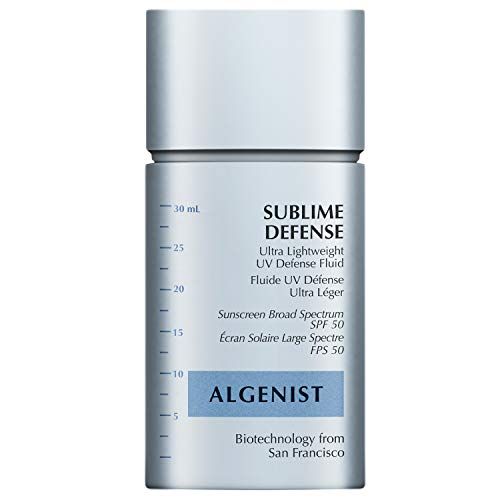 30 mL
25
20
15
10
5
SUBLIME
DEFENSE
Ultra Lightweight
UV Defense Fluid
Fluide UV Défense
Ultra Léger
Sunscreen Broad Spectrum
SPF 50
Écran Solaire Large Spectre
FPS 50
ALGENIST
Biotechnology from
San Francisco